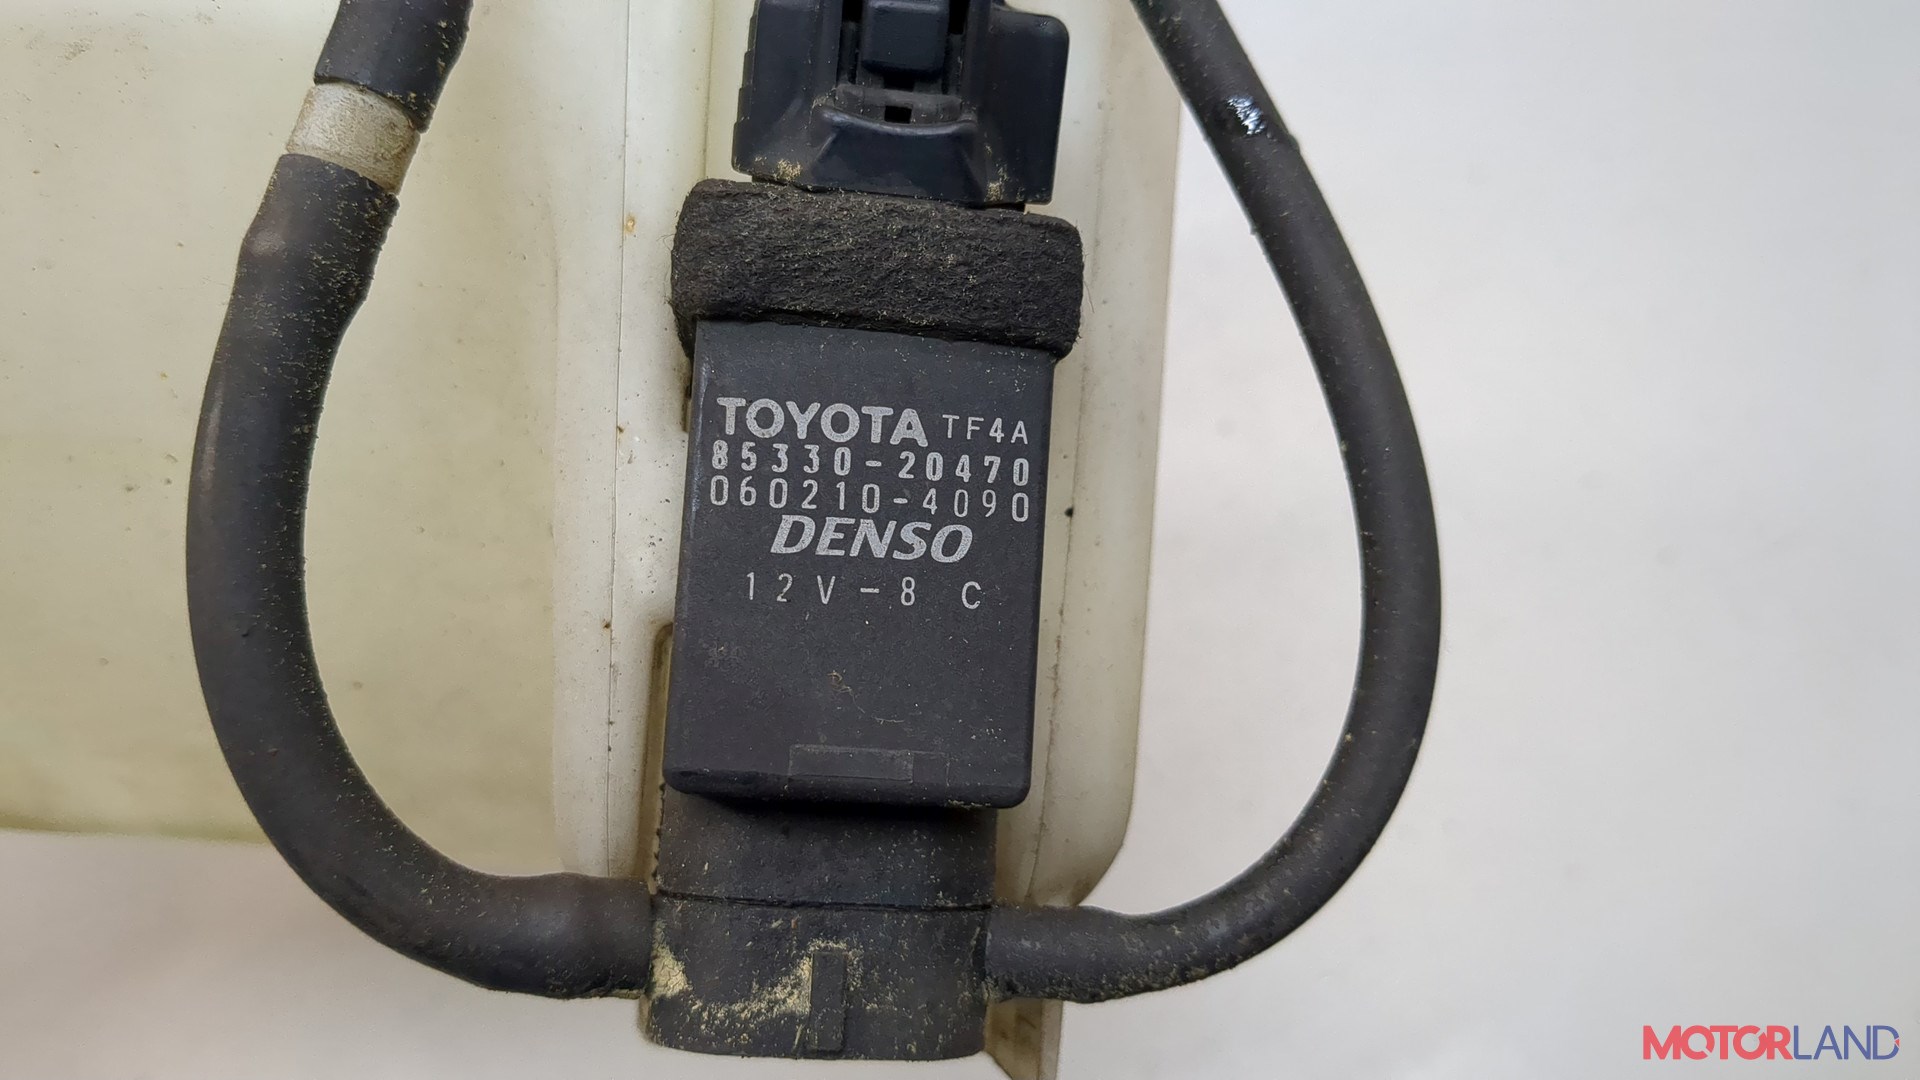 TOYOTA TF4A
85330-20470
060210-4090
DENSO
12V-8 C
MOTORLAND